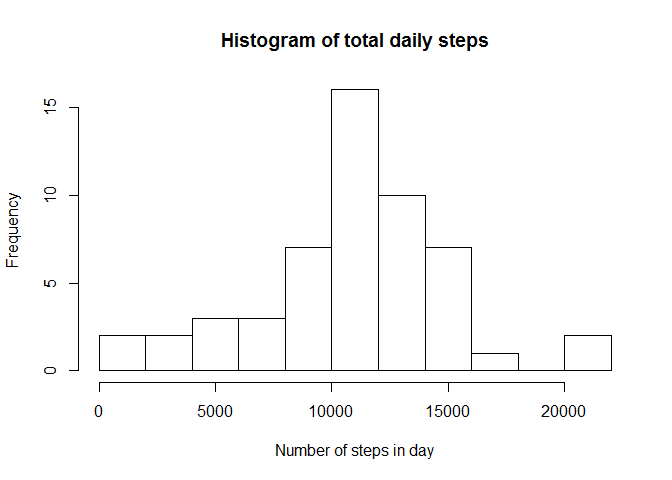 Histogram of total daily steps
Frequency
15
10
5
0
0 5000 10000 15000 20000
Number of steps in day